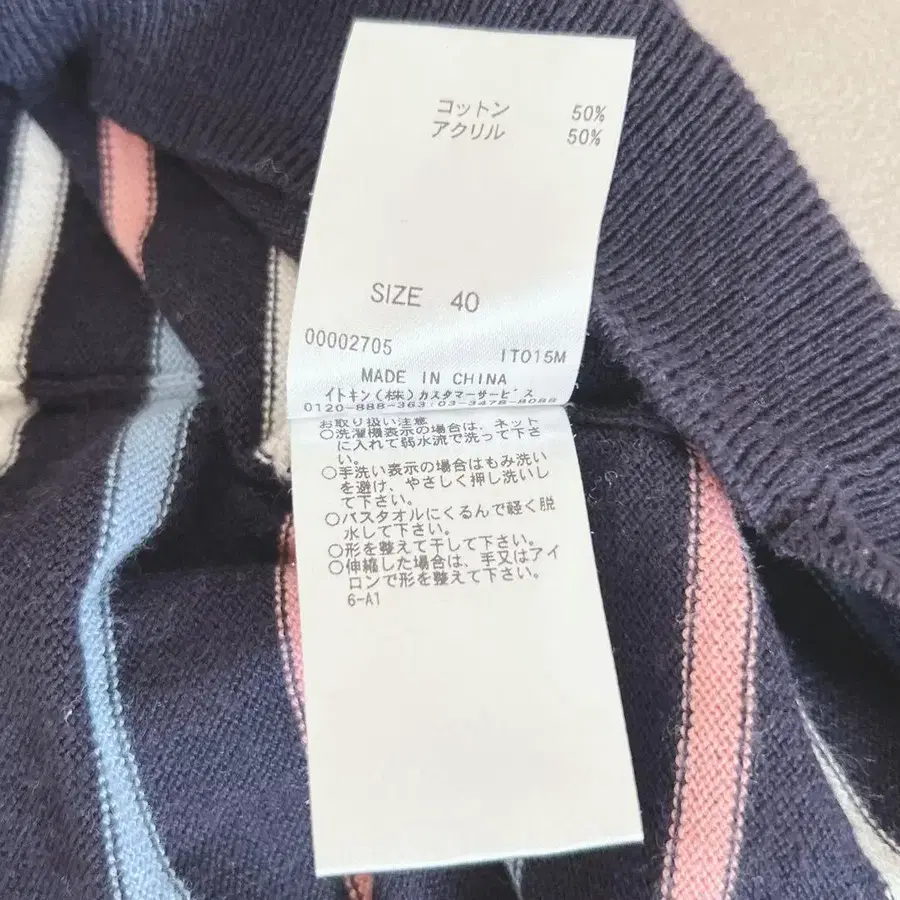 コットン 50%
アクリル 50%
SIZE 40
00002705 ITO15M
MADE IN CHINA
イトキン(株)カスタマーサービス
0120-888-363:03-3478-8088
お取り扱い注意
○洗濯機表示の場合は、ネット
に入れて弱水流で洗って下さ
い。
○手洗い表示の場合はもみ洗い
を避け、やさしく押し洗いし
て下さい。
○バスタオルにくるんで軽く脱
水して下さい。
○形を整えて干して下さい。
○伸縮した場合は、手又はアイ
ロンで形を整えて下さい。
6-A1